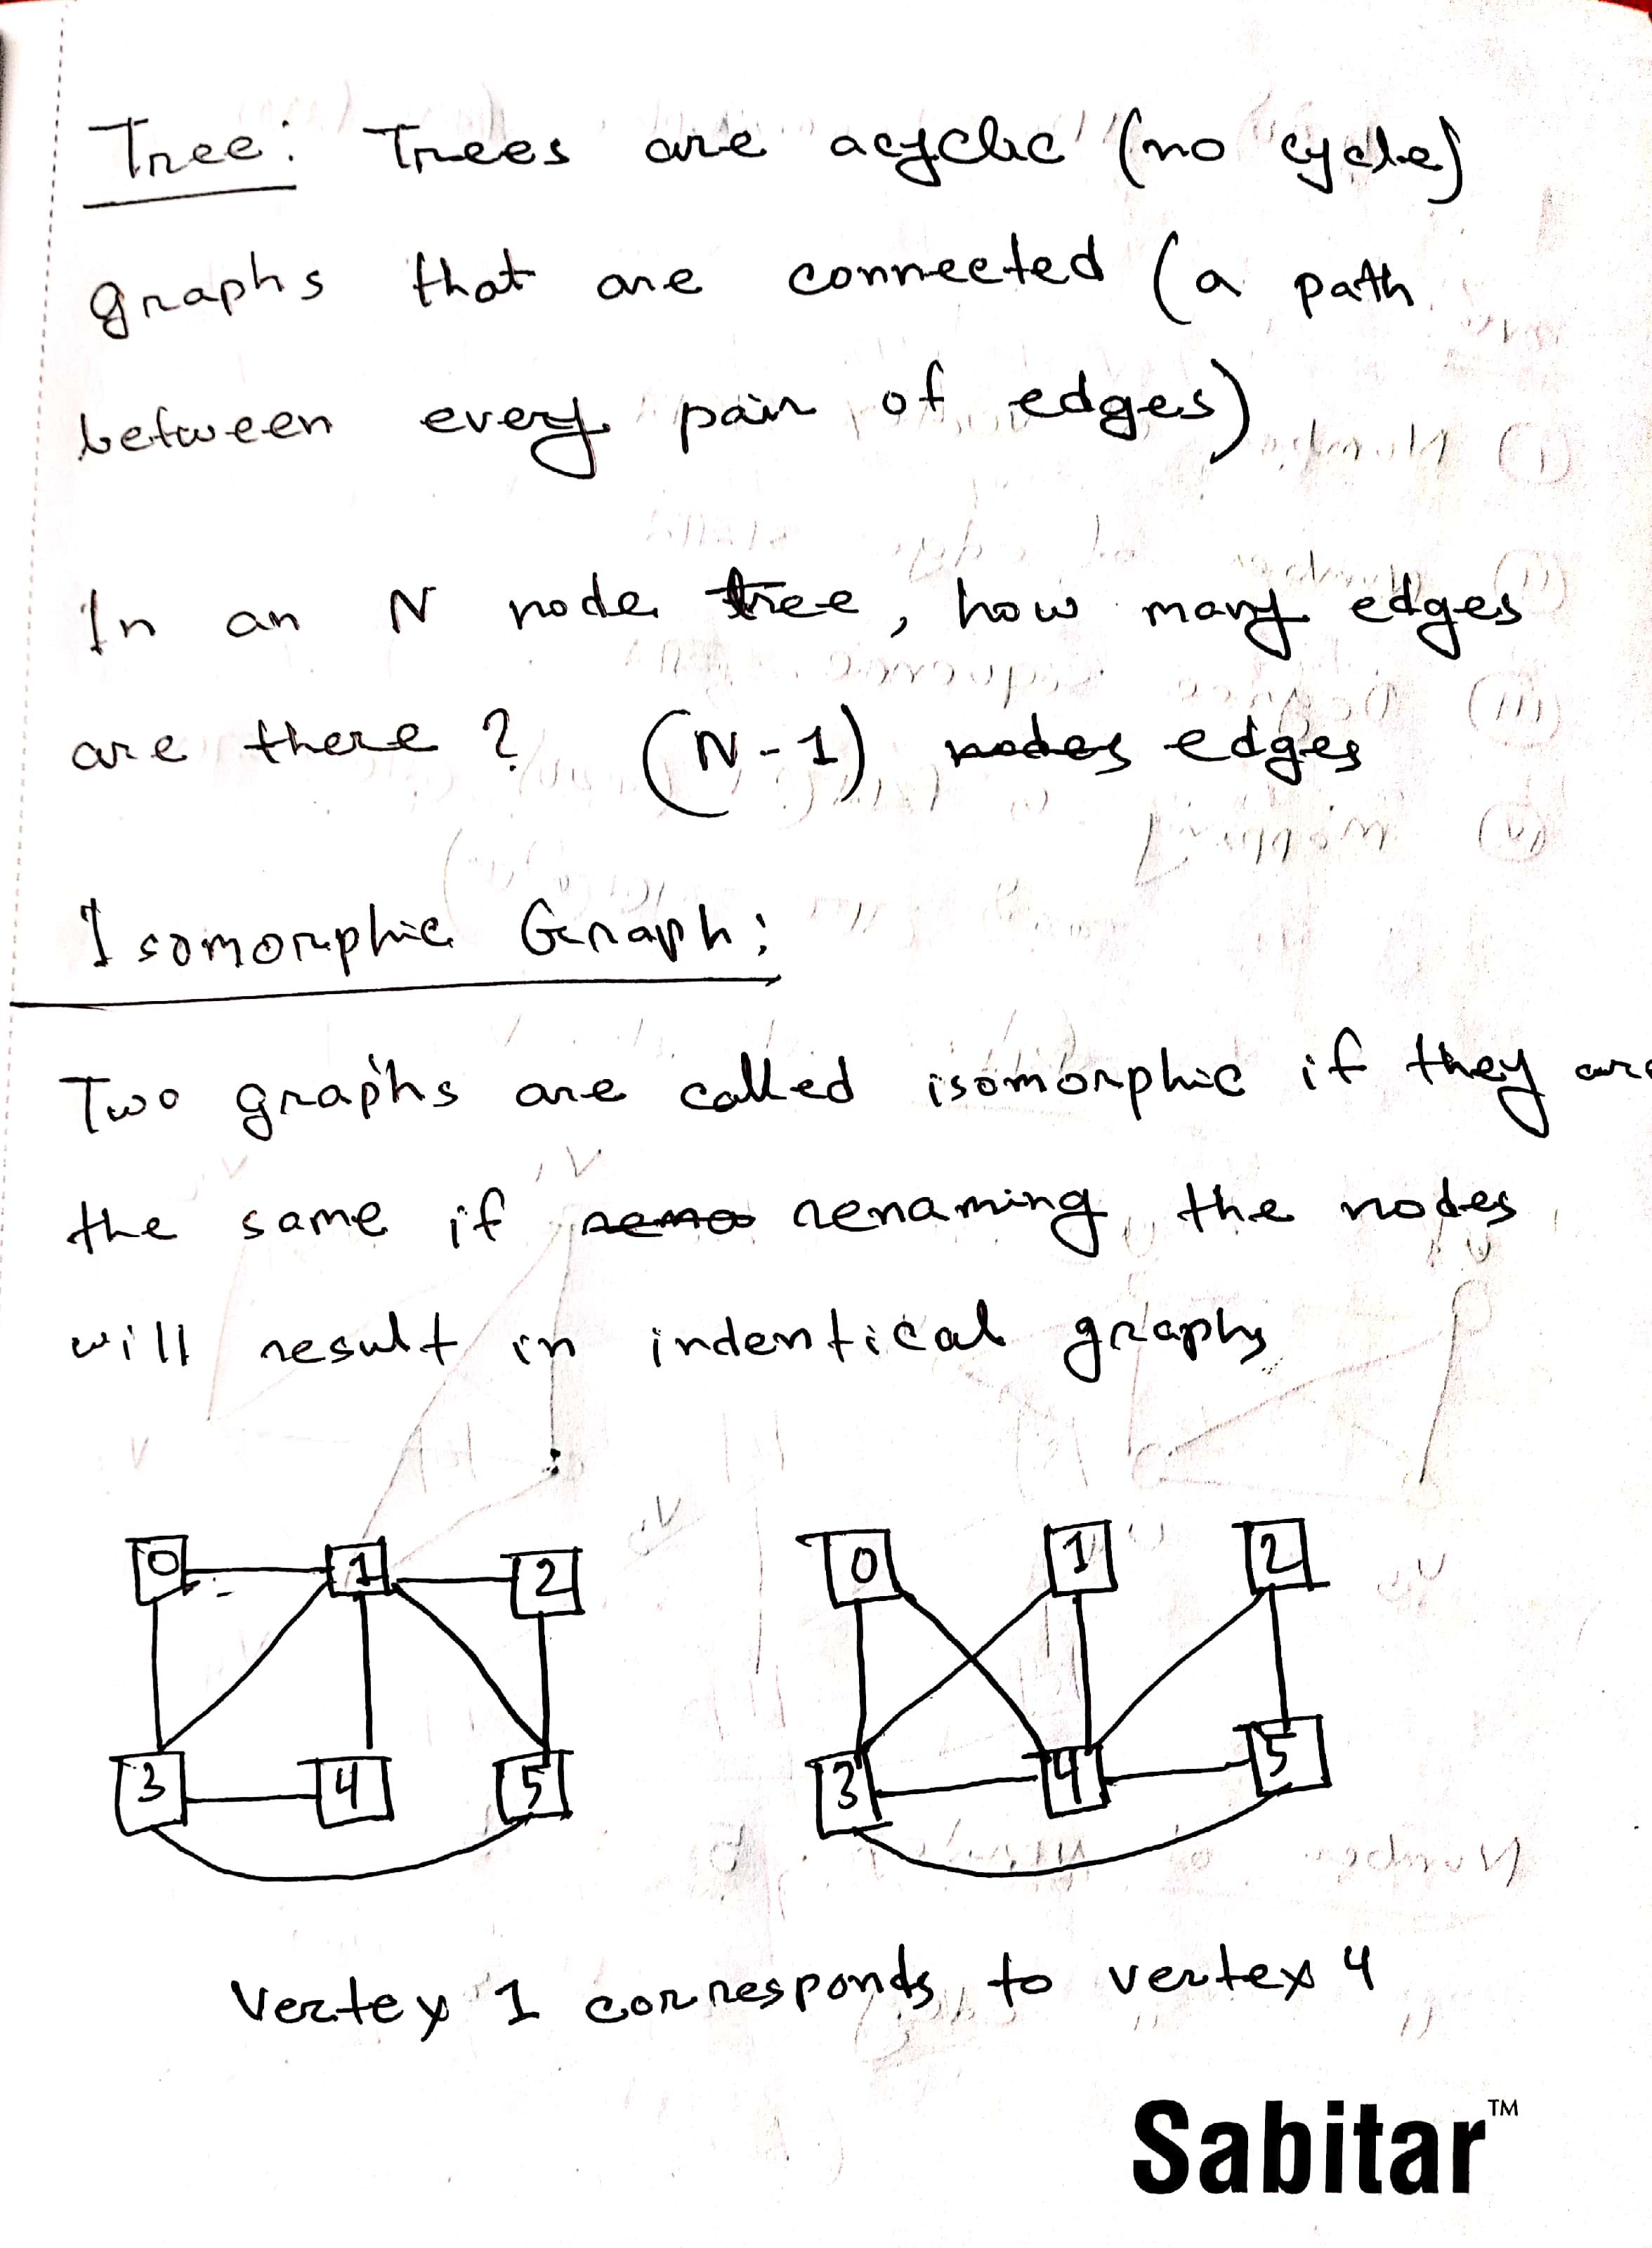 Tree: Trees are acyclic (no cycle)
graphs that are connected (a path
between every pair of edges)
In an N node tree, how many edges
are there ? (N-1) nodes edges
Isomorphic Graph:
Two graphs are called isomorphic if they are
the same if rena renaming the nodes
will result in indentical graphs
0 1 2 0 1 2
3 4 5 3 4 5
Vertex 1 corresponds to vertex 4
Sabitar™